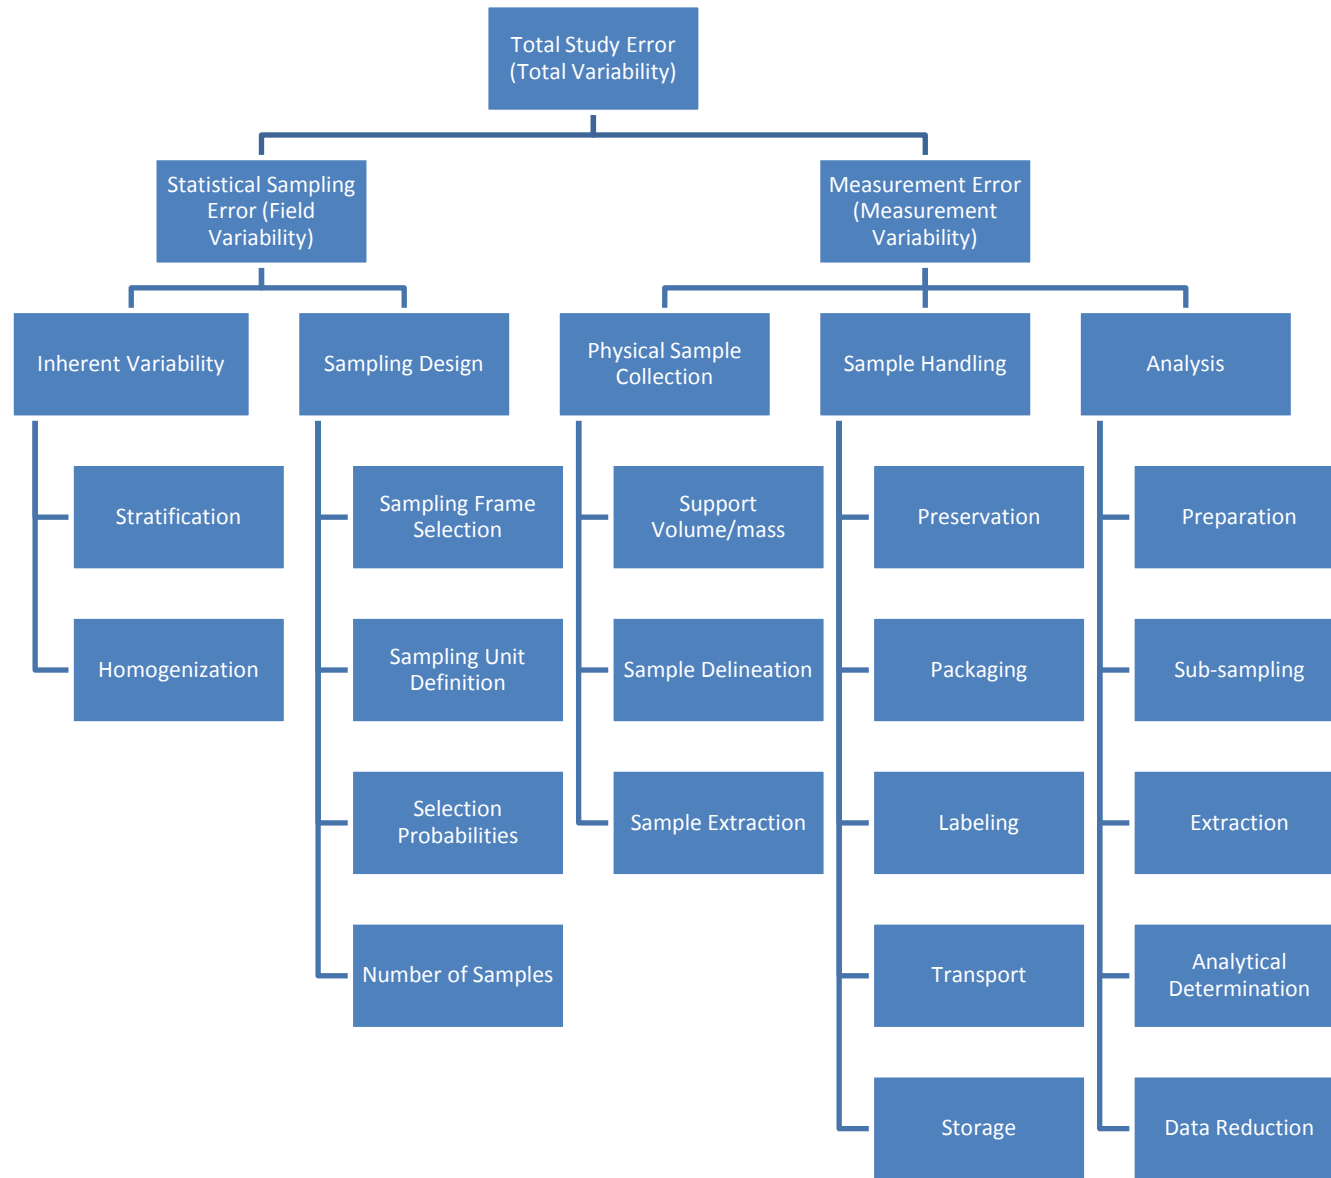 Total Study Error
(Total Variability)
Statistical Sampling
Error (Field
Variability)
Measurement Error
(Measurement
Variability)
Inherent Variability
Sampling Design
Physical Sample
Collection
Sample Handling
Analysis
Stratification
Sampling Frame
Selection
Support
Volume/mass
Preservation
Preparation
Homogenization
Sampling Unit
Definition
Sample Delineation
Packaging
Sub-sampling
Selection
Probabilities
Sample Extraction
Labeling
Extraction
Number of Samples
Transport
Analytical
Determination
Storage
Data Reduction